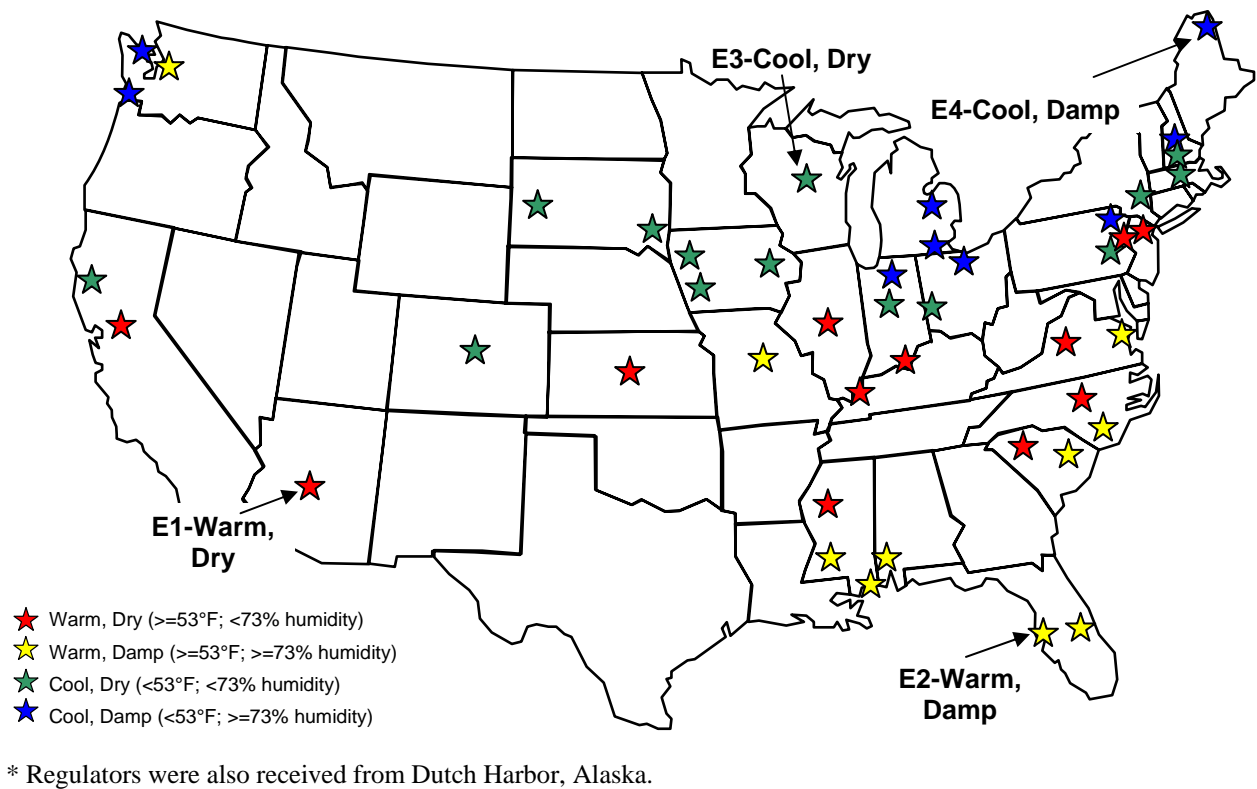 E3-Cool, Dry
E4-Cool, Damp
E1-Warm,
Dry
E2-Warm,
Damp
Warm, Dry (>=53°F; <73% humidity)
Warm, Damp (>=53°F; >=73% humidity)
Cool, Dry (<53°F; <73% humidity)
Cool, Damp (<53°F; >=73% humidity)
* Regulators were also received from Dutch Harbor, Alaska.